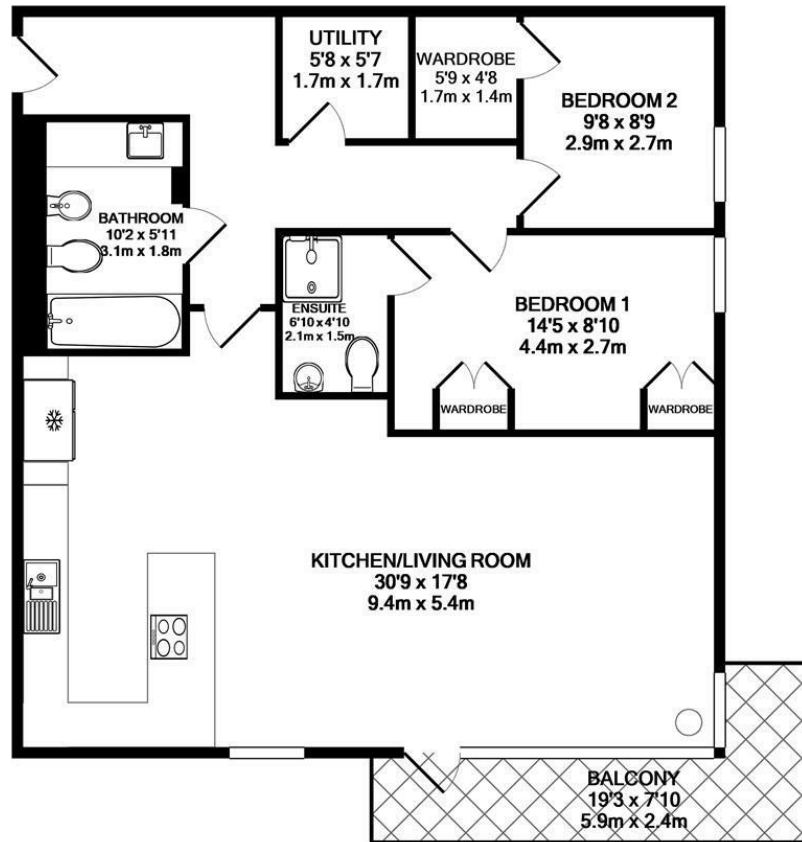 UTILITY
5'8 x 5'7
1.7m x 1.7m
WARDROBE
5'9 x 4'8
1.7m x 1.4m
BEDROOM 2
9'8 x 8'9
2.9m x 2.7m
BATHROOM
10'2 x 5'11
3.1m x 1.8m
ENSUITE
6'10 x 4'10
2.1m x 1.5m
BEDROOM 1
14'5 x 8'10
4.4m x 2.7m
WARDROBE
WARDROBE
KITCHEN/LIVING ROOM
30'9 x 17'8
9.4m x 5.4m
BALCONY
19'3 x 7'10
5.9m x 2.4m